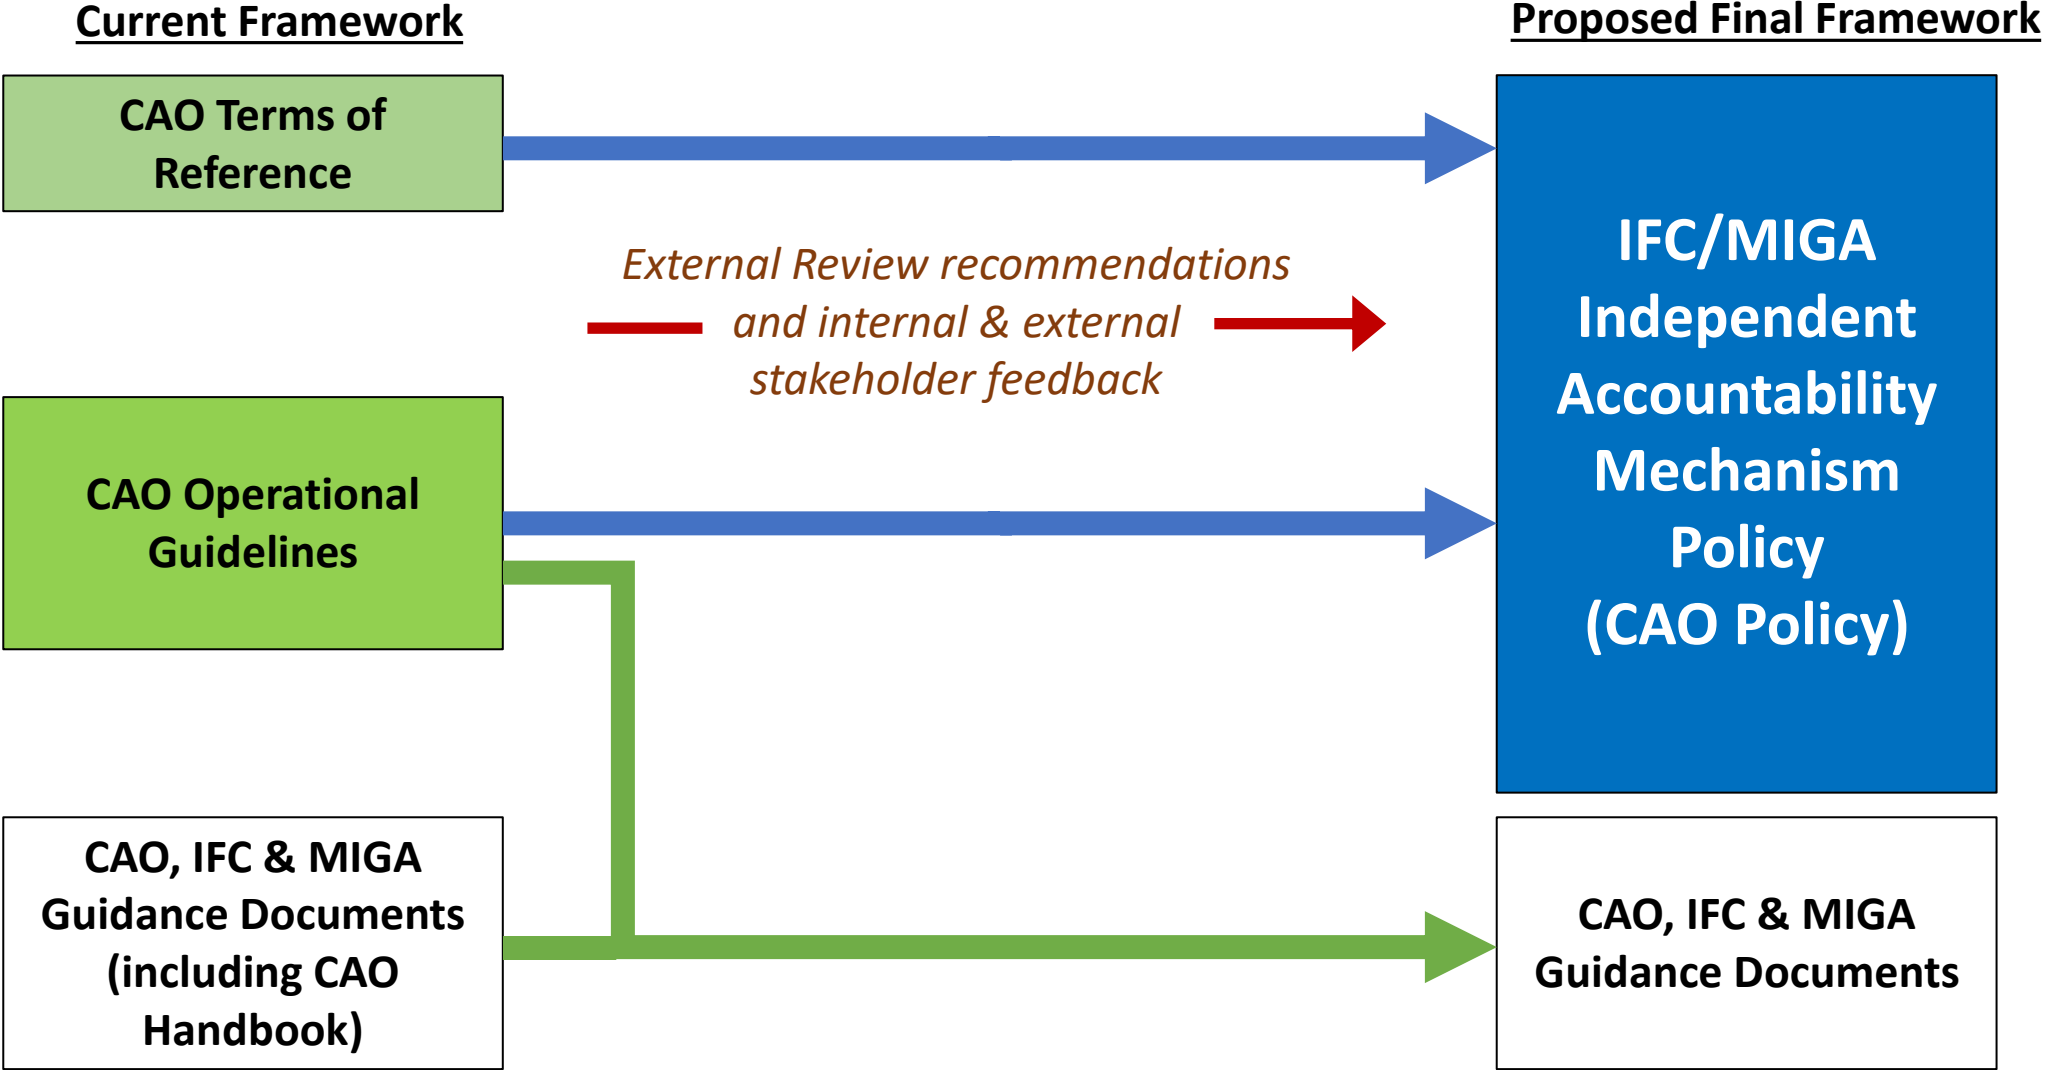 Current Framework
Proposed Final Framework
CAO Terms of
Reference
External Review recommendations
and internal & external
stakeholder feedback
CAO Operational
Guidelines
CAO, IFC & MIGA
Guidance Documents
(including CAO
Handbook)
IFC/MIGA
Independent
Accountability
Mechanism
Policy
(CAO Policy)
CAO, IFC & MIGA
Guidance Documents